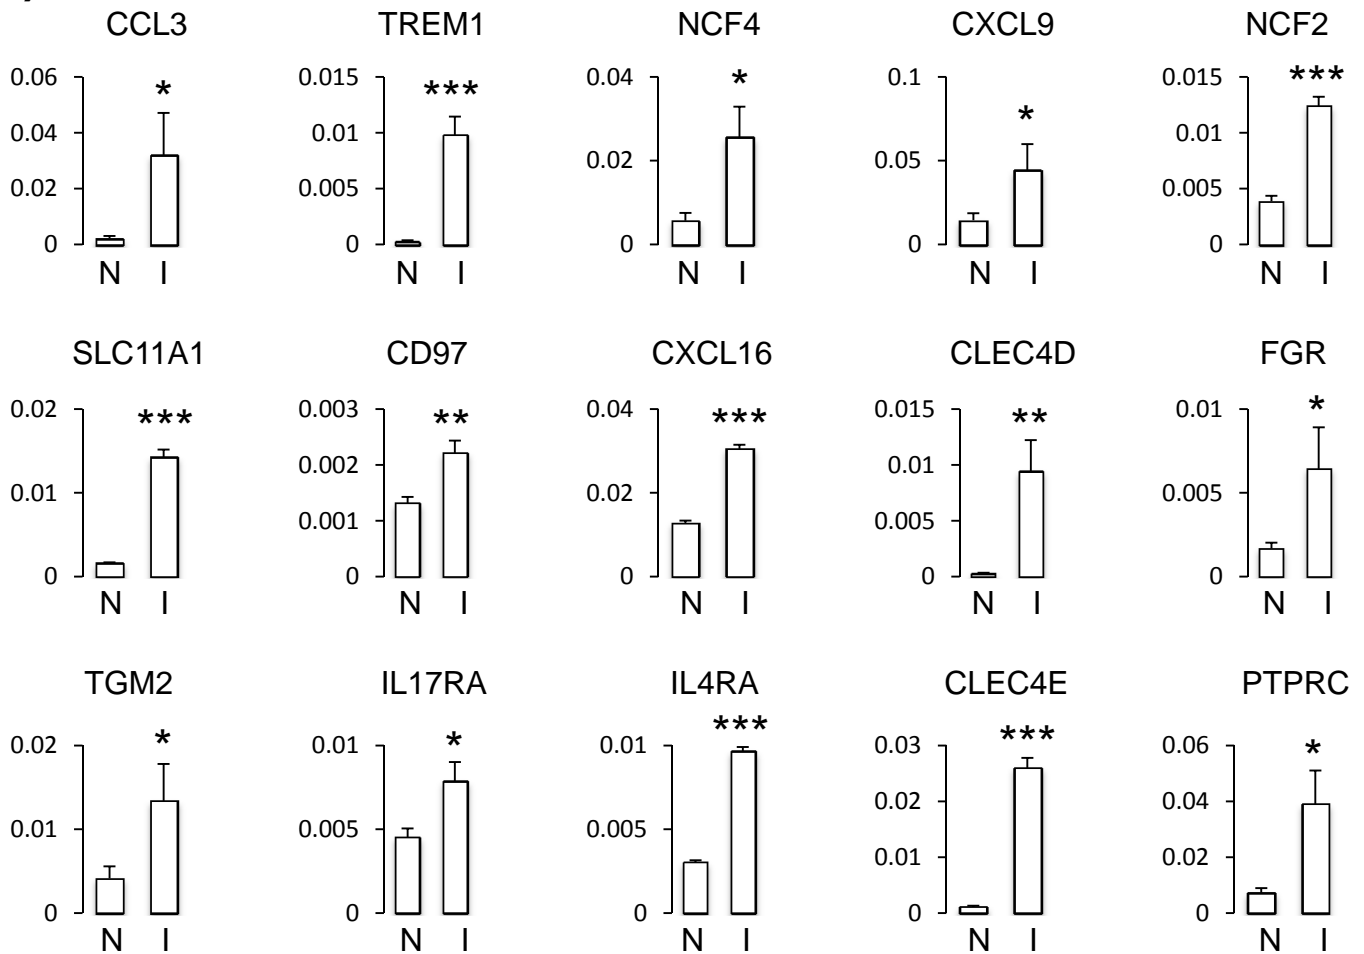 CCL3 TREM1 NCF4 CXCL9 NCF2
0.06 * 0.015 *** 0.04 * 0.1 * 0.015 ***
0.04 0.01 0.02 0.05 0.01
0.02 0.005 0.005
0 0 0 0 0
N I N I N I N I N I
SLC11A1 CD97 CXCL16 CLEC4D FGR
0.02 *** 0.003 ** 0.04 *** 0.015 ** 0.01 *
0.01 0.002 0.02 0.01 0.005
0.001 0.005
0 0 0 0 0
N I N I N I N I N I
TGM2 IL17RA IL4RA CLEC4E PTPRC
0.02 * 0.01 * 0.01 *** 0.03 *** 0.06 *
0.01 0.005 0.005 0.02 0.04
0.01 0.02
0 0 0 0 0
N I N I N I N I N I